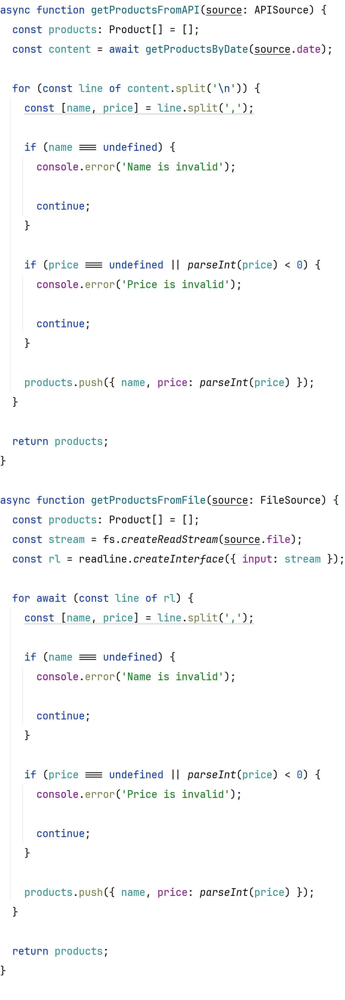 async function getProductsFromAPI(source: APISource) {
  const products: Product[] = [];
  const content = await getProductsByDate(source.date);

  for (const line of content.split('\n')) {
    const [name, price] = line.split(',');

    if (name === undefined) {
      console.error('Name is invalid');

      continue;
    }

    if (price === undefined || parseInt(price) < 0) {
      console.error('Price is invalid');

      continue;
    }

    products.push({ name, price: parseInt(price) });
  }

  return products;
}

async function getProductsFromFile(source: FileSource) {
  const products: Product[] = [];
  const stream = fs.createReadStream(source.file);
  const rl = readline.createInterface({ input: stream });

  for await (const line of rl) {
    const [name, price] = line.split(',');

    if (name === undefined) {
      console.error('Name is invalid');

      continue;
    }

    if (price === undefined || parseInt(price) < 0) {
      console.error('Price is invalid');

      continue;
    }

    products.push({ name, price: parseInt(price) });
  }

  return products;
}